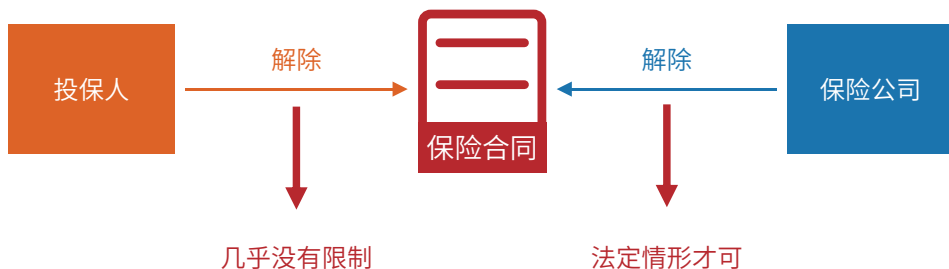 解除
解除
投保人
保险公司
保险合同
几乎没有限制
法定情形才可